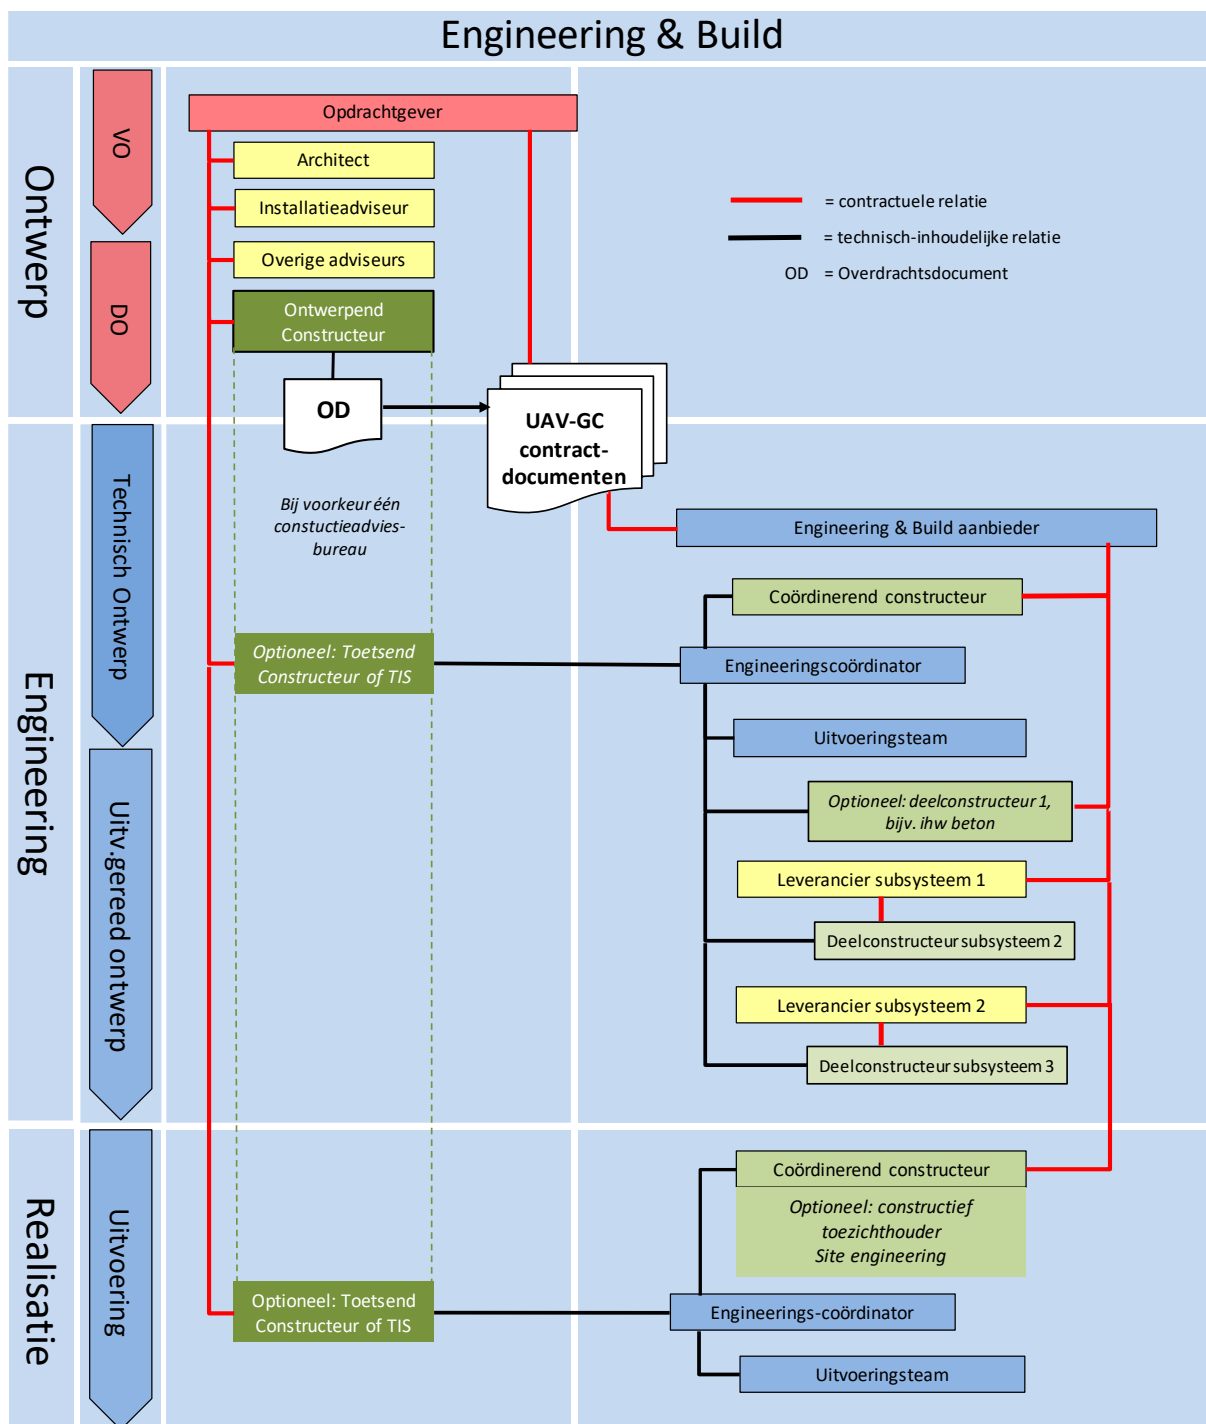 Engineering & Build
Ontwerp
VO
DO
Opdrachtgever
Architect
Installatieadviseur
Overige adviseurs
Ontwerpend
Constructeur
OD
= contractuele relatie
= technisch-inhoudelijke relatie
OD = Overdrachtsdocument
UAV-GC
contract-
documenten
Engineering
Technisch Ontwerp
Uitv.gereed ontwerp
Bij voorkeur één
constuctieadvies-
bureau
Engineering & Build aanbieder
Coördinerend constructeur
Optioneel: Toetsend
Constructeur of TIS
Engineeringscoördinator
Uitvoeringsteam
Optioneel: deelconstructeur 1,
bijv. ihw beton
Leverancier subsysteem 1
Deelconstructeur subsysteem 2
Leverancier subsysteem 2
Deelconstructeur subsysteem 3
Realisatie
Uitvoering
Coördinerend constructeur
Optioneel: constructief
toezichthouder
Site engineering
Optioneel: Toetsend
Constructeur of TIS
Engineerings-coördinator
Uitvoeringsteam